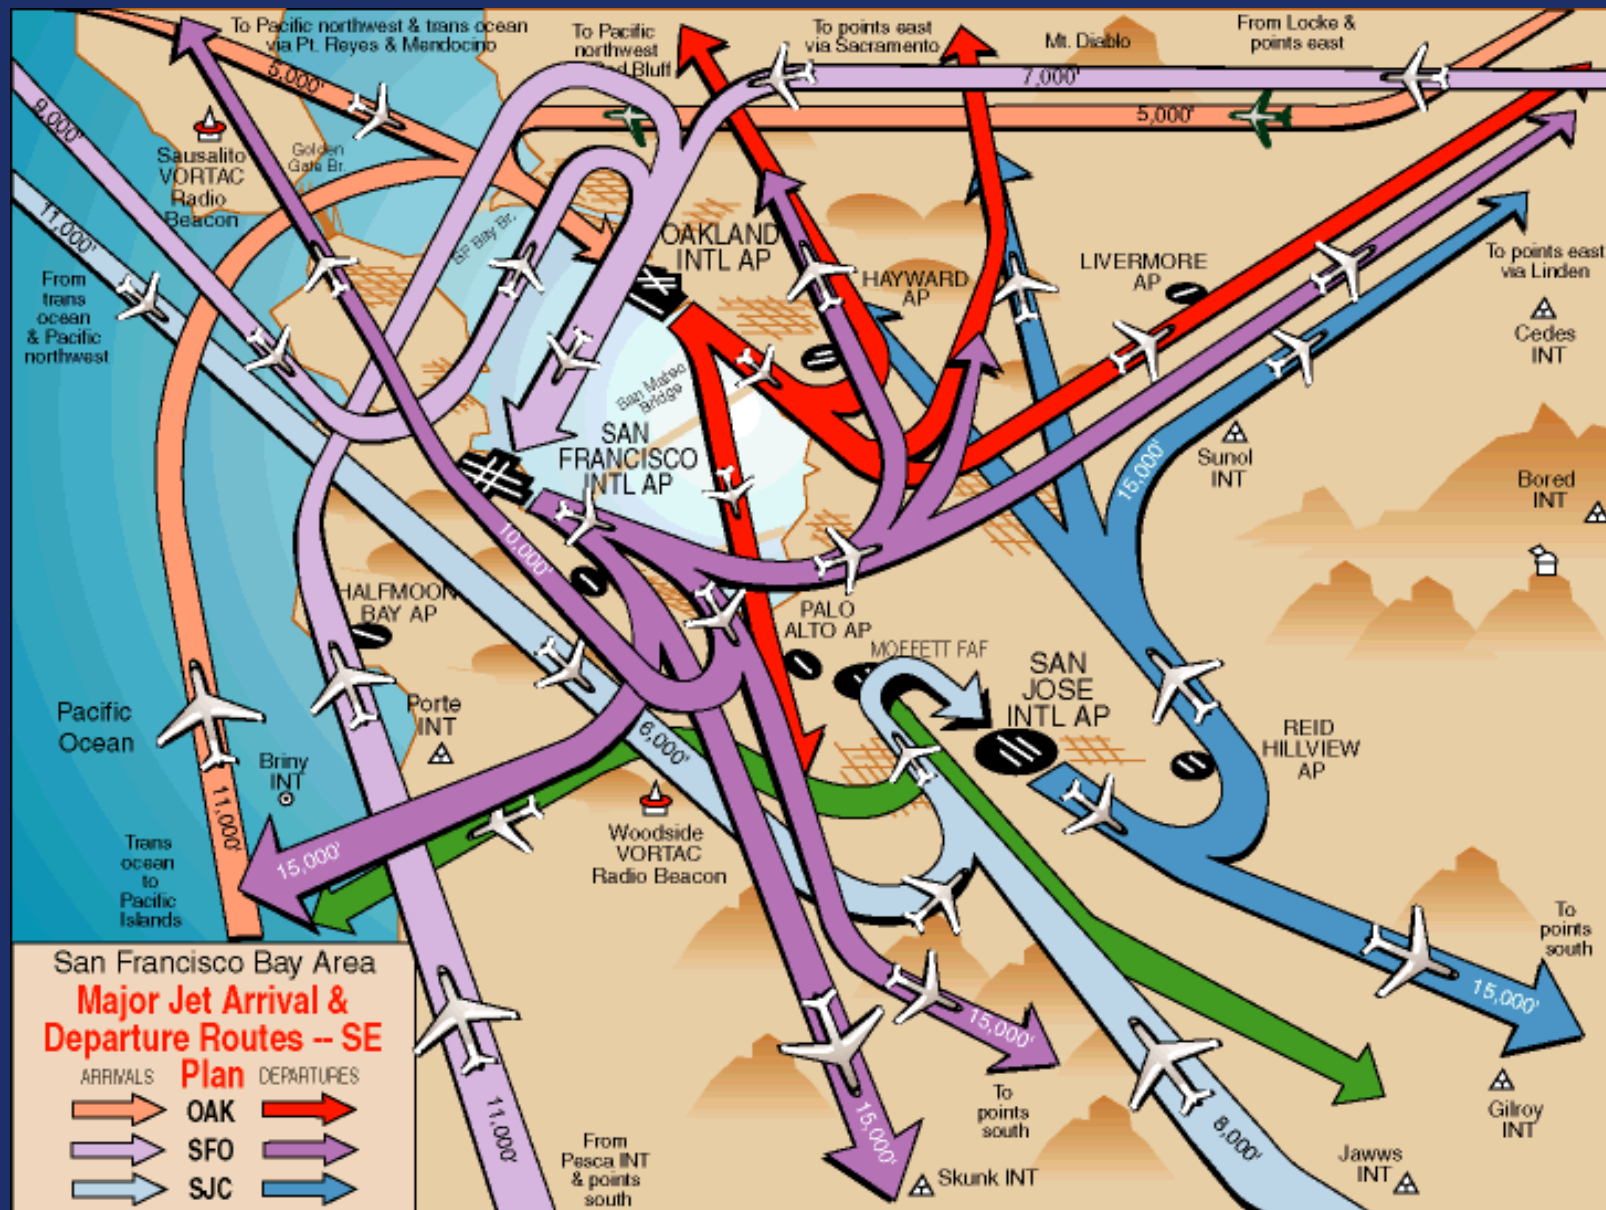 To Pacific northwest & trans ocean
via Pt. Reyes & Mendocino
To Pacific
northwest
Red Bluff
To points east
via Sacramento
Mt. Diablo
From Locke &
points east
5,000'
7,000'
5,000'
9,000'
11,000'
Sausalito
VORTAC
Radio
Beacon
Golden
Gate Br.
SF Bay Br.
From
trans
ocean
& Pacific
northwest
OAKLAND
INTL AP
HAYWARD
AP
LIVERMORE
AP
To points east
via Linden
Cedes
INT
San Mateo
Bridge
SAN
FRANCISCO
INTL AP
Sunol
INT
15,000'
Bored
INT
10,000'
HALFMOON
BAY AP
PALO
ALTO AP
MOFFETT FAF
SAN
JOSE
INTL AP
REID
HILLVIEW
AP
Pacific
Ocean
Porte
INT
Briny
INT
6,000'
11,000'
Woodside
VORTAC
Radio Beacon
15,000'
Trans
ocean
to
Pacific
Islands
To
points
south
15,000'
15,000'
To
points
south
15,000'
11,000'
8,000'
From
Pesca INT
& points
south
Skunk INT
Jawws
INT
Gilroy
INT
San Francisco Bay Area
Major Jet Arrival &
Departure Routes -- SE
Plan
ARRIVALS DEPARTURES
OAK
SFO
SJC